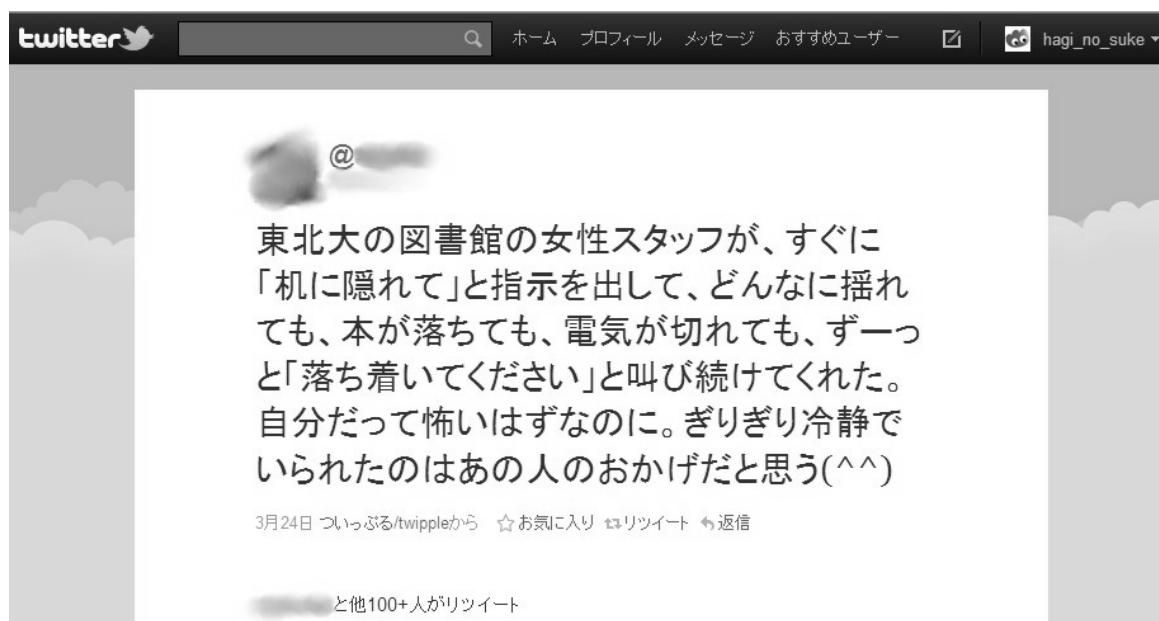 twitter ホーム プロフィール メッセージ おすすめユーザー hagi_no_suke
@
東北大の図書館の女性スタッフが、すぐに
「机に隠れて」と指示を出して、どんなに揺れ
ても、本が落ちても、電気が切れても、ずーっ
と「落ち着いてください」と叫び続けてくれた。
自分だって怖いはずなのに。ぎりぎり冷静で
いられたのはあの人のおかげだと思う(^^)
3月24日 ついっぷる/twippleから ☆お気に入り リツイート 返信
と他100+人がリツイート